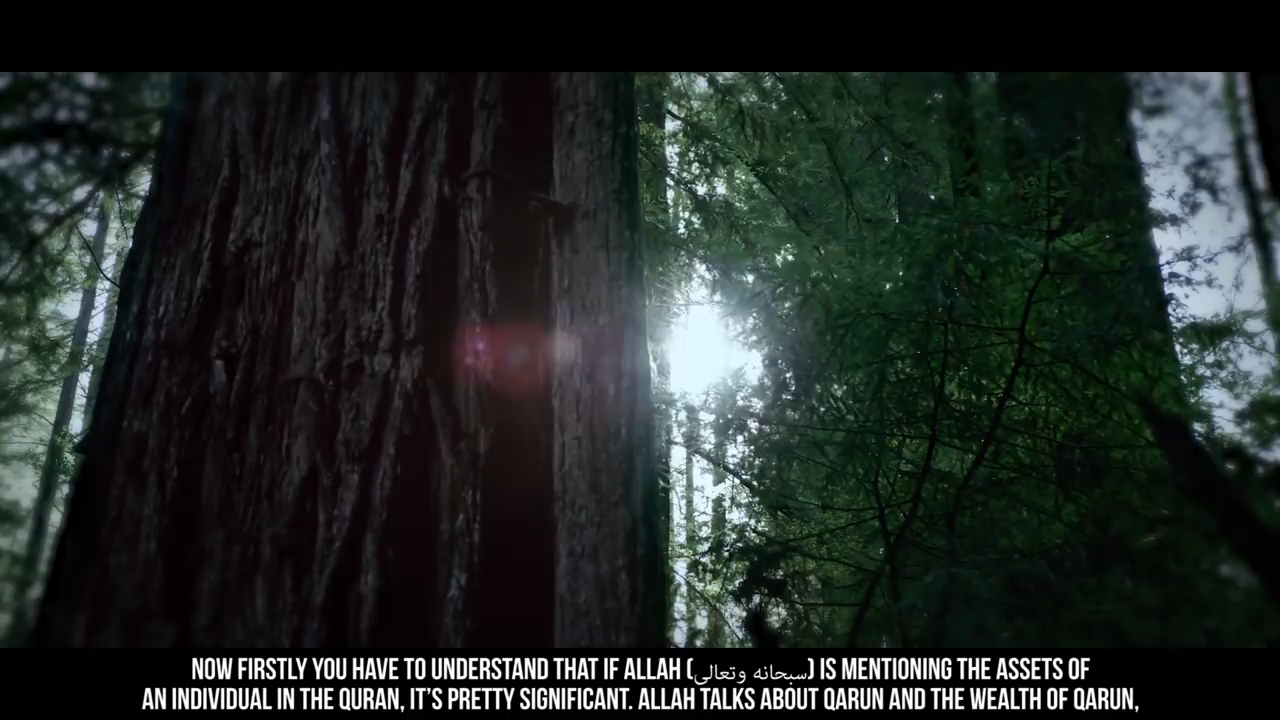 NOW FIRSTLY YOU HAVE TO UNDERSTAND THAT IF ALLAH (سبحانه وتعالى) IS MENTIONING THE ASSETS OF
AN INDIVIDUAL IN THE QURAN, IT'S PRETTY SIGNIFICANT. ALLAH TALKS ABOUT QARUN AND THE WEALTH OF QARUN,